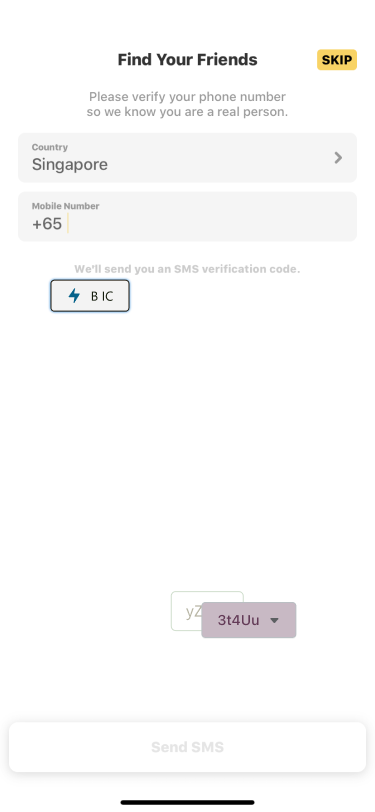 Find Your Friends
SKIP
Please verify your phone number
so we know you are a real person.
Country
Singapore
Mobile Number
+65
We'll send you an SMS verification code.
B IC
3t4Uu
Send SMS